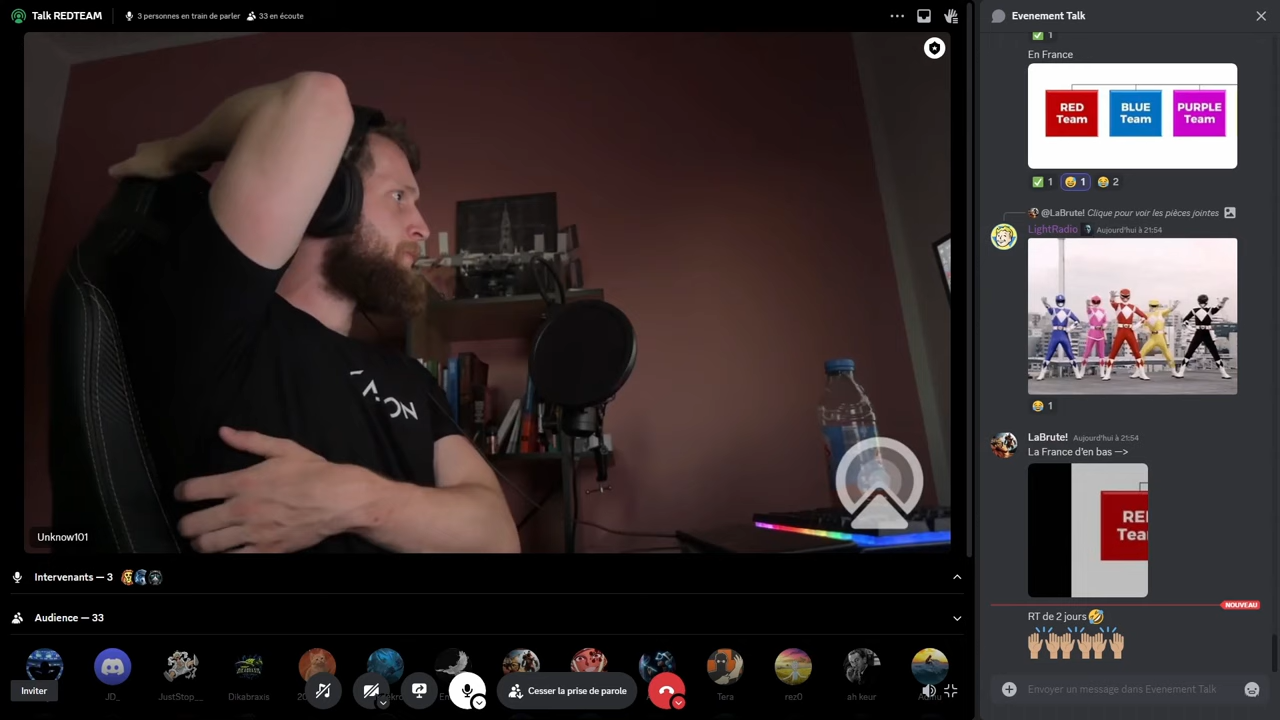 Talk REDTEAM
3 personnes en train de parler
33 en écoute
Unknow101
Intervenants — 3
Audience — 33
JD_
JustStop_
Dikabraxis
Tera
rez0
ah keur
Inviter
Cesser la prise de parole
Evenement Talk
1
En France
RED
Team
BLUE
Team
PURPLE
Team
1
1
2
@LaBrute! Clique pour voir les pièces jointes
LightRadio
Aujourd'hui à 21:54
1
LaBrute! Aujourd'hui à 21:54
La France d'en bas —>
NOUVEAU
RT de 2 jours
Envoyer un message dans Evenement Talk